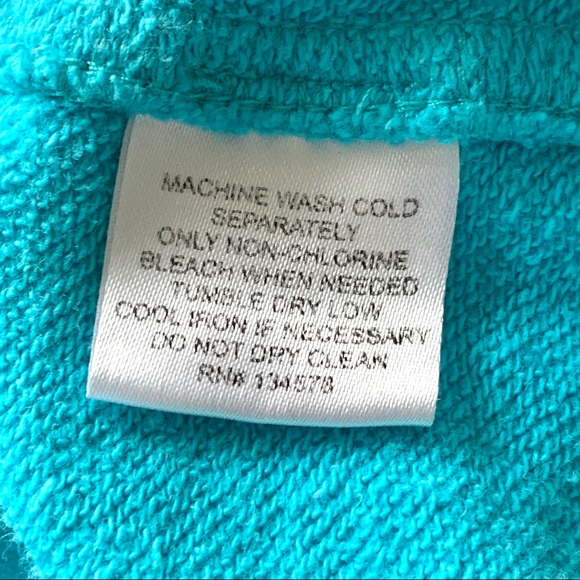 MACHINE WASH COLD
SEPARATELY
ONLY NON-CHLORINE
BLEACH WHEN NEEDED
TUMBLE DRY LOW
COOL IRON IF NECESSARY
DO NOT DRY CLEAN
RN# 134578